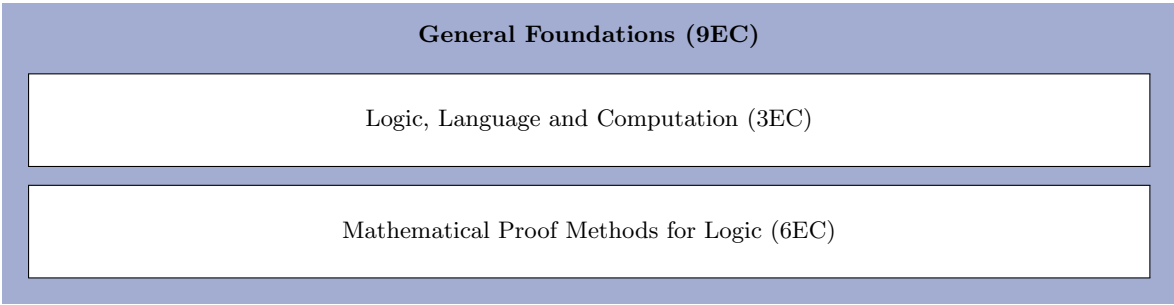 General Foundations (9EC)
Logic, Language and Computation (3EC)
Mathematical Proof Methods for Logic (6EC)